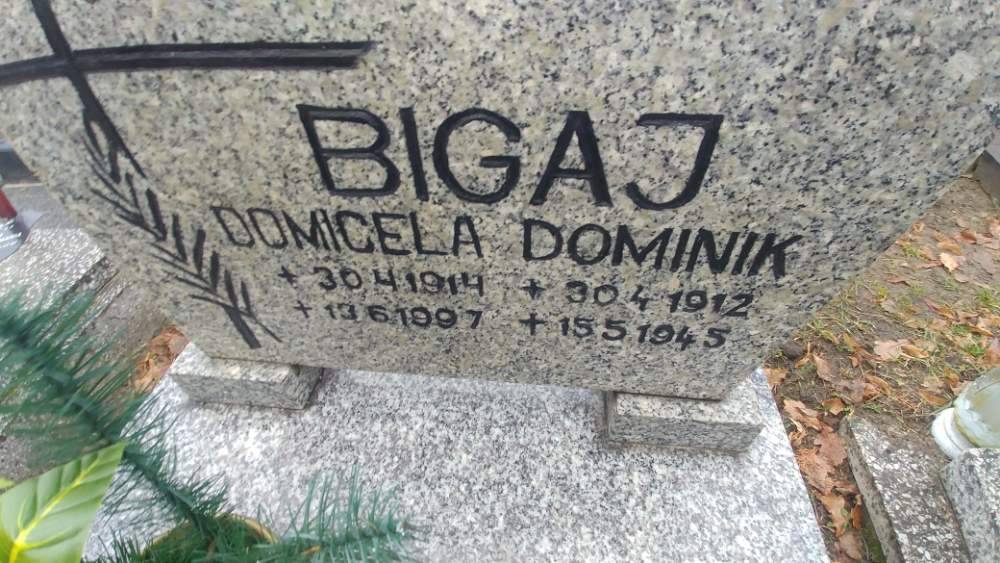 BIGAJ
DOMICELA DOMINIK
+ 30 4 1914 + 30 4 1912
+ 13 6 1997 + 15 5 1945